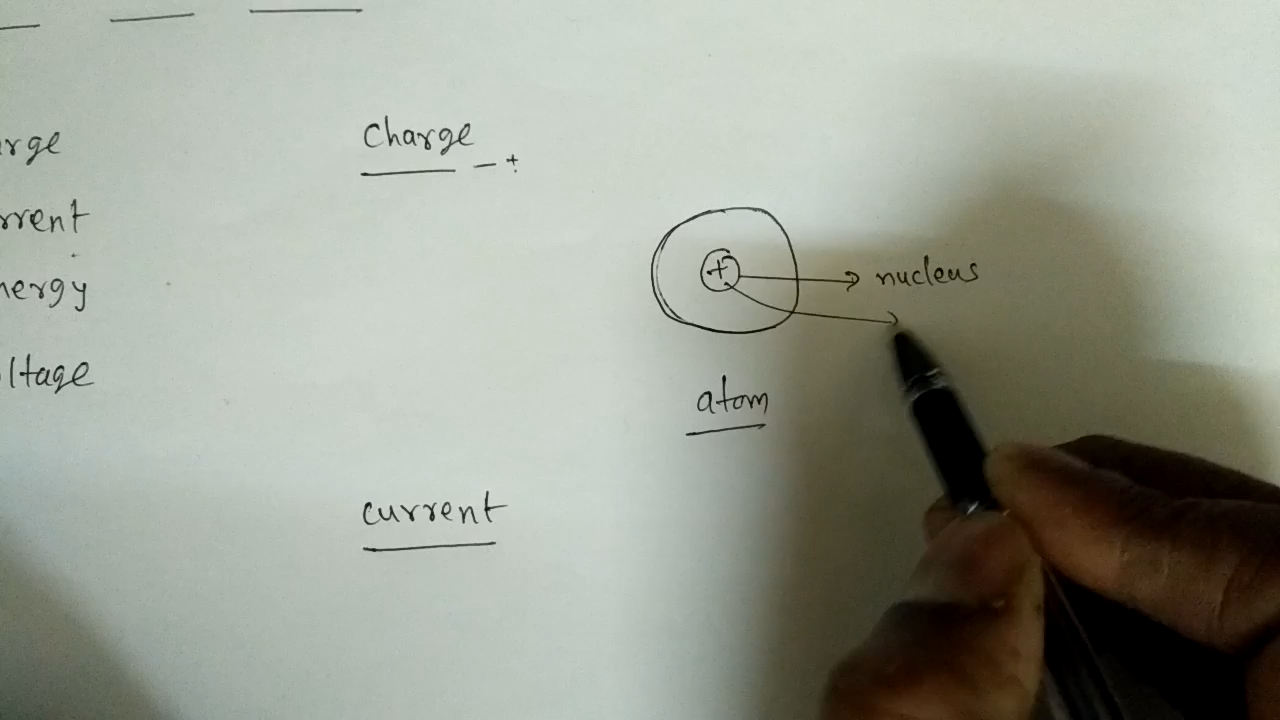 rge
Charge - +
rrent
nucleus
+
nergy
ltage
atom
current